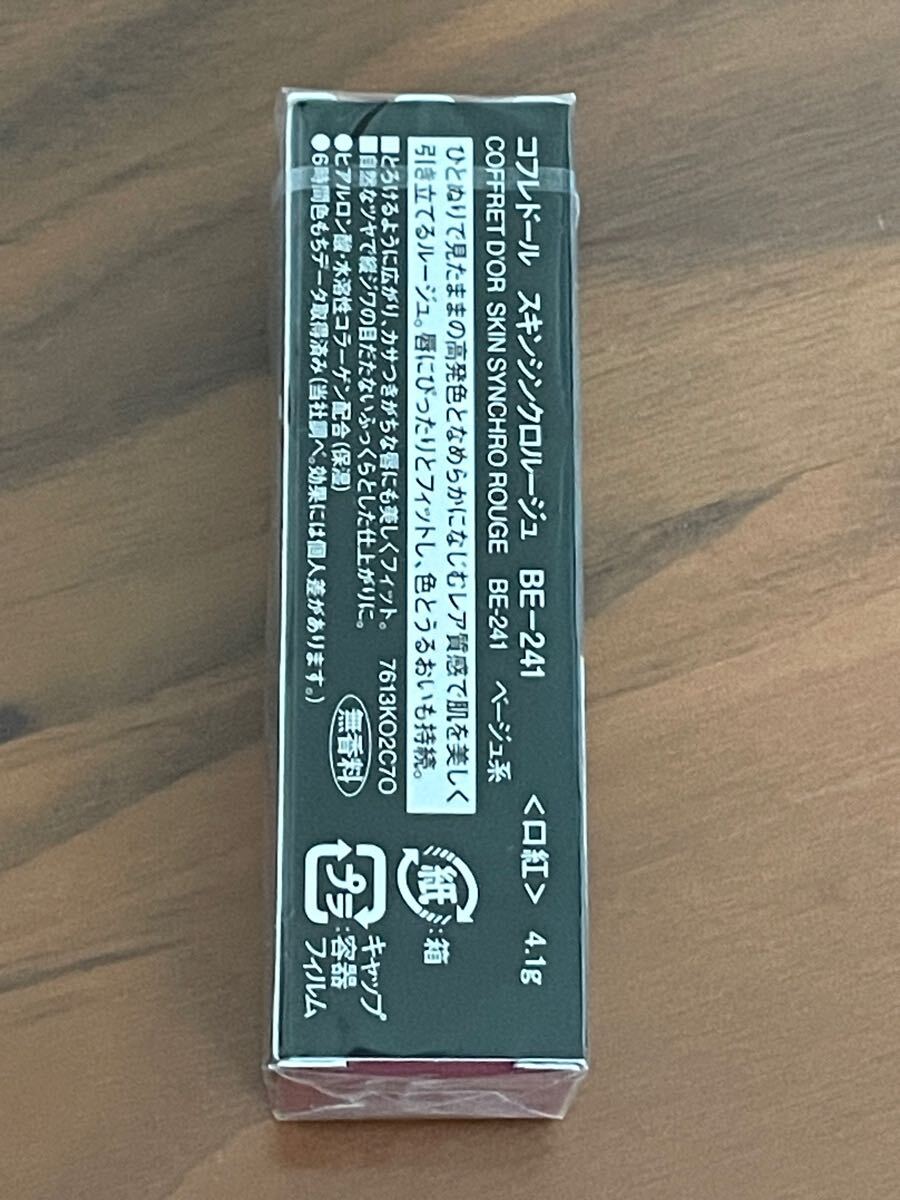 コフレドール スキンシンクロルージュ BE-241 <口紅> 4.1g
COFFRET D'OR SKIN SYNCHRO ROUGE BE-241 ベージュ系
ひとぬりで見たままの高発色となめらかになじむレア質感で肌を美しく
引き立てるルージュ。唇にぴったりとフィットし、色とうるおいも持続。
■とろけるように広がり、カサつきがちな唇にも美しくフィット。 7613K02C70
■自然なツヤで縦ジワの目だたないふっくらとした仕上がりに。
●ヒアルロン酸・水溶性コラーゲン配合(保湿)
●6時間色もちデータ取得済み(当社調べ。効果には個人差があります。)
無香料
紙:箱
プラ:キャップ
容器
フィルム